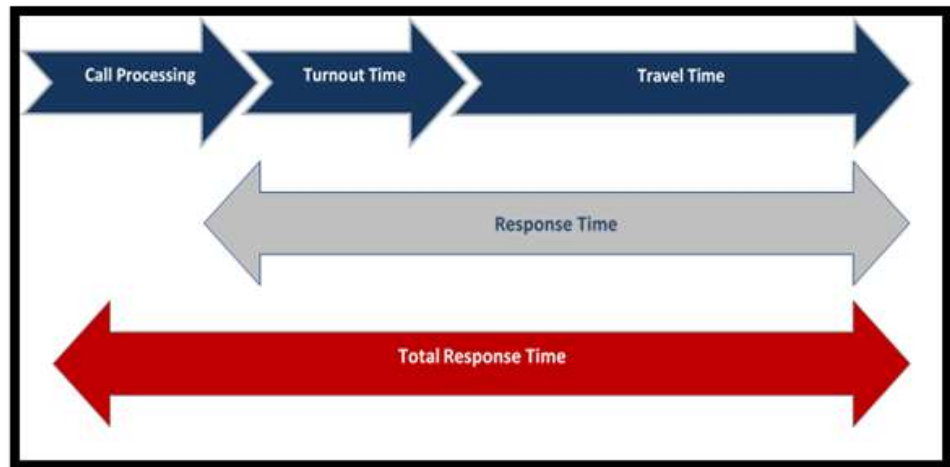 Call Processing
Turnout Time
Travel Time
Response Time
Total Response Time